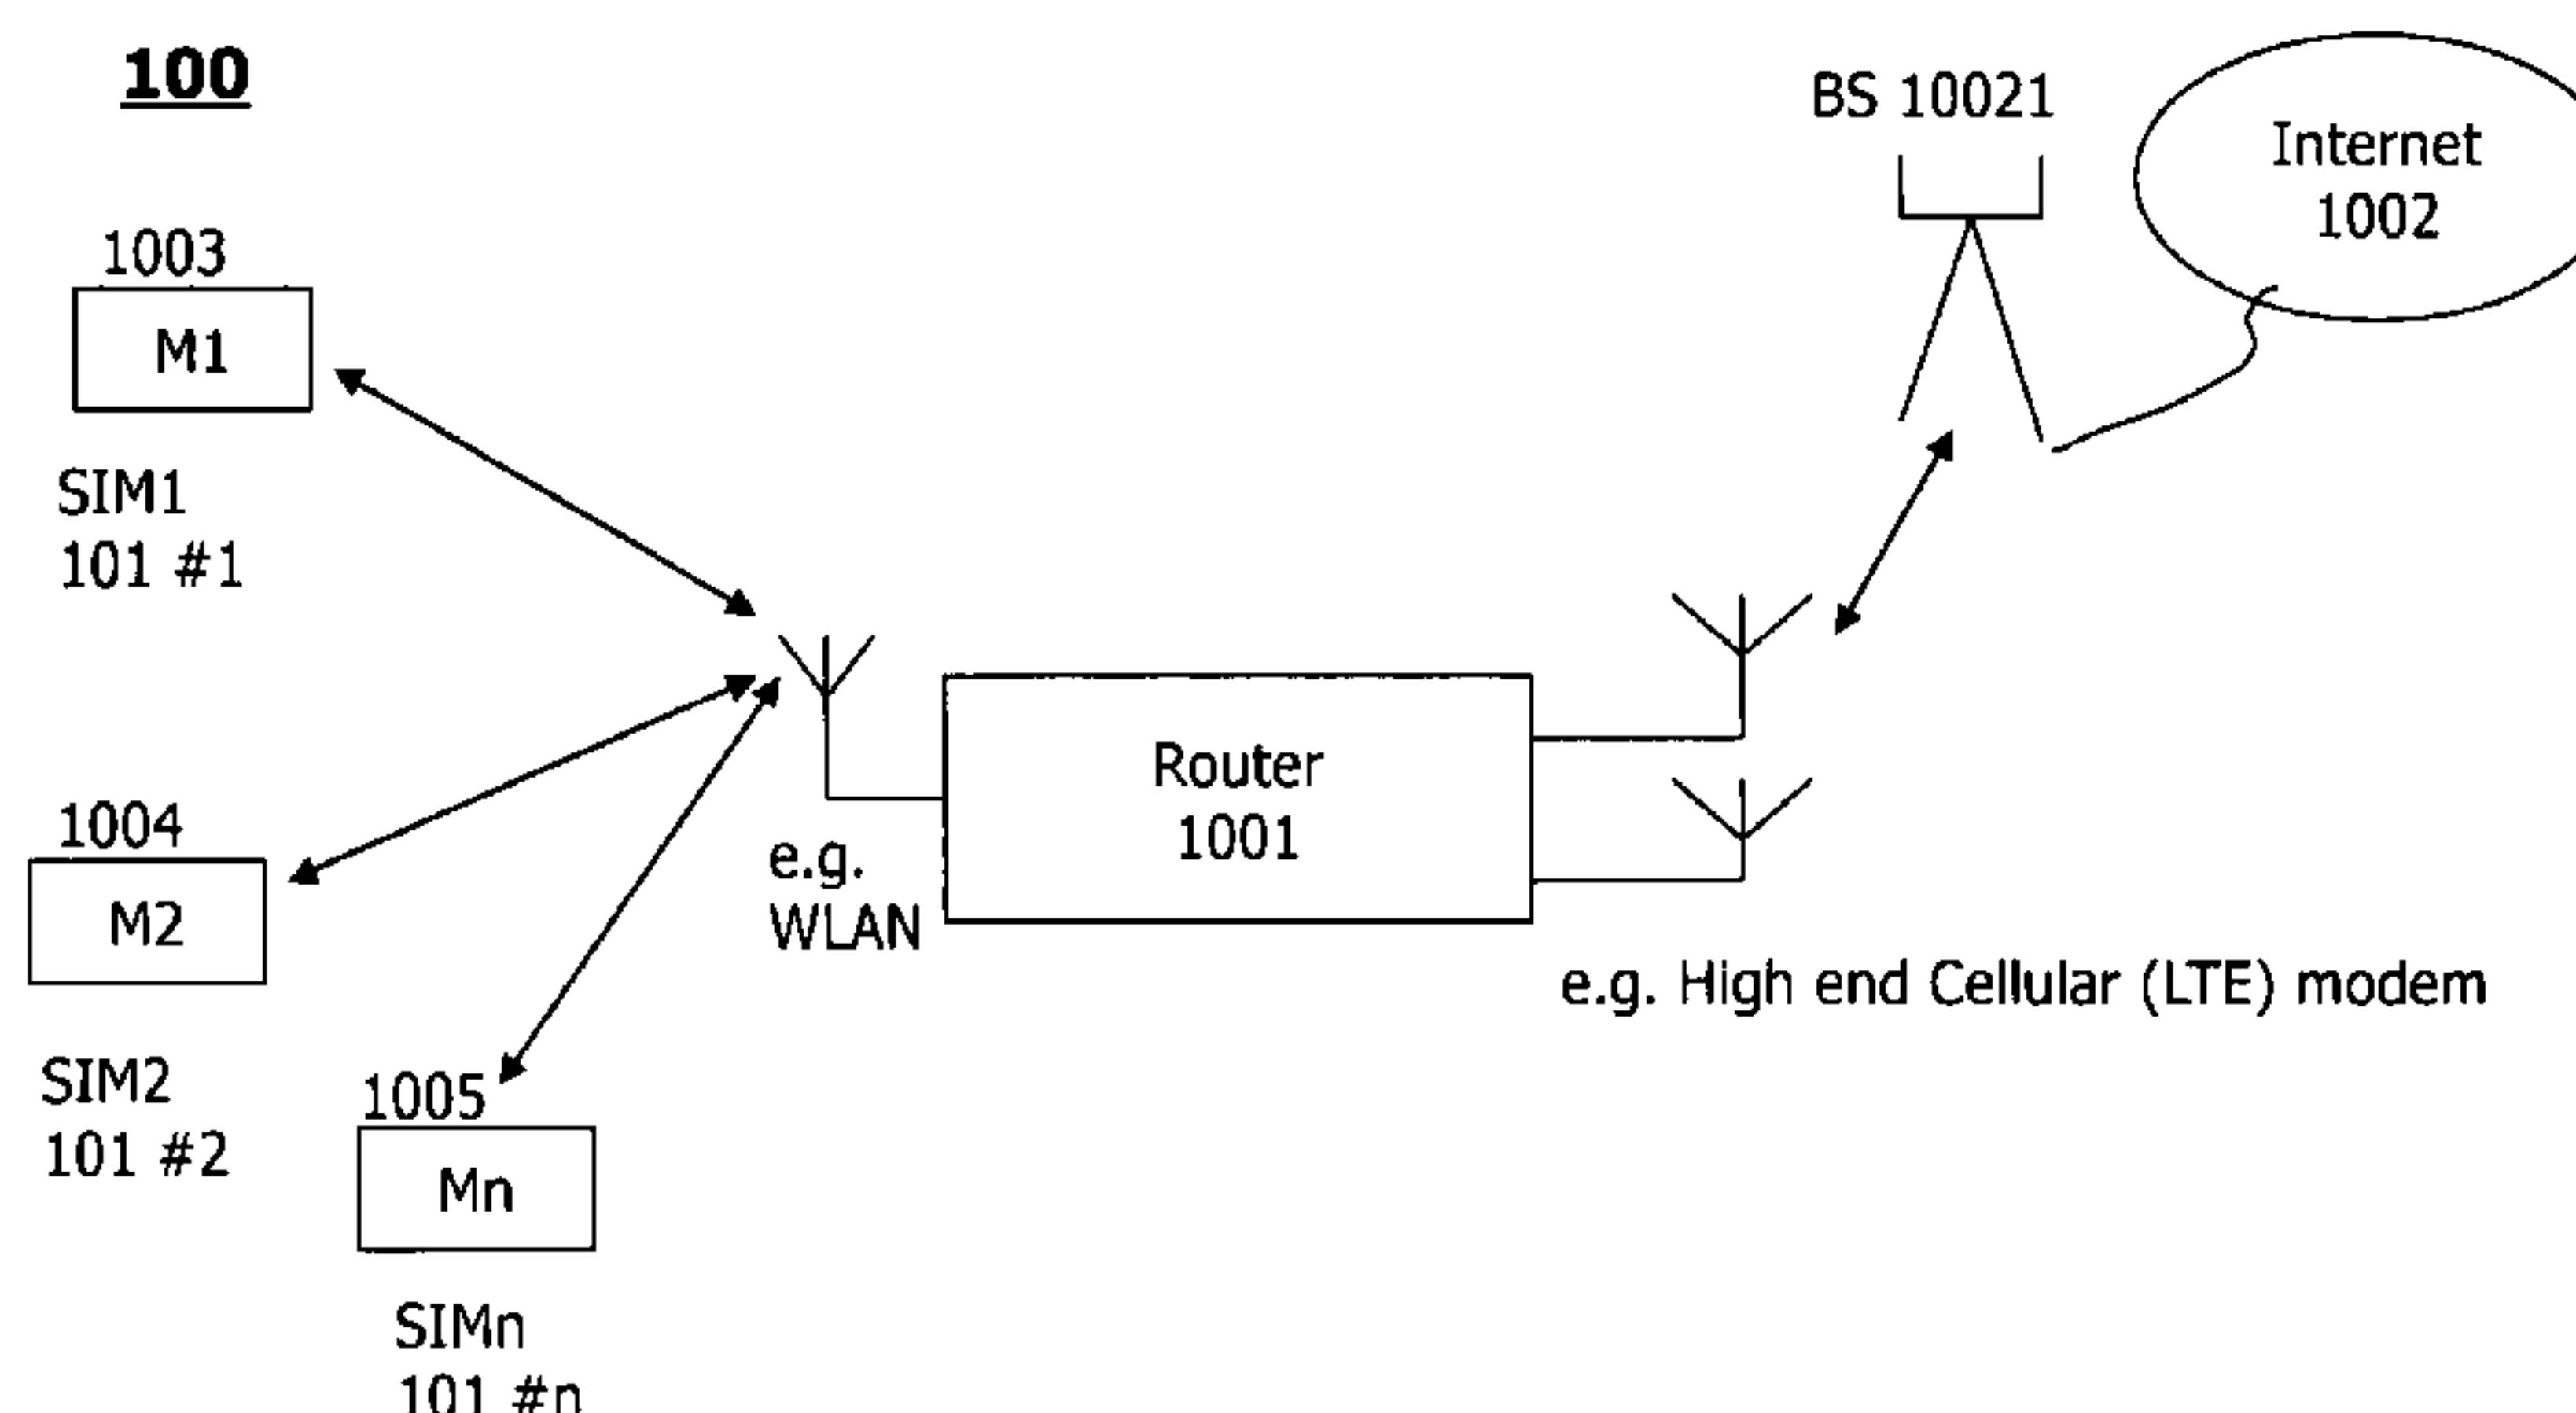 100
BS 10021
Internet
1002
1003
M1
SIM1
101 #1
1004
M2
SIM2
101 #2
1005
Mn
SIMn
101 #n
e.g.
WLAN
Router
1001
e.g. High end Cellular (LTE) modem